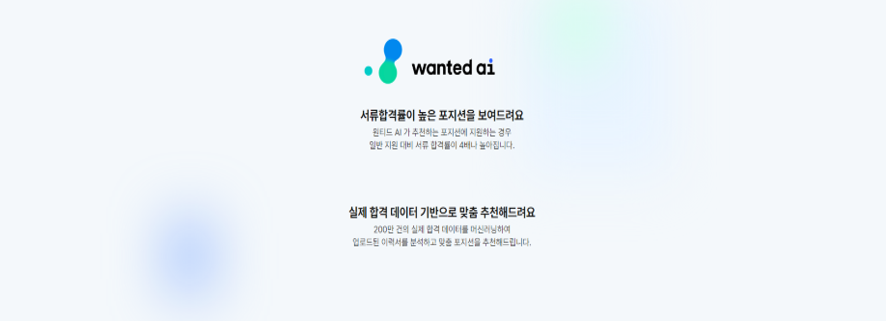 wanted ai
서류합격률이 높은 포지션을 보여드려요
원티드 AI 가 추천하는 포지션에 지원하는 경우
일반 지원 대비 서류 합격률이 4배나 높아집니다.
실제 합격 데이터 기반으로 맞춤 추천해드려요
200만 건의 실제 합격 데이터를 머신러닝하여
업로드된 이력서를 분석하고 맞춤 포지션을 추천해드립니다.